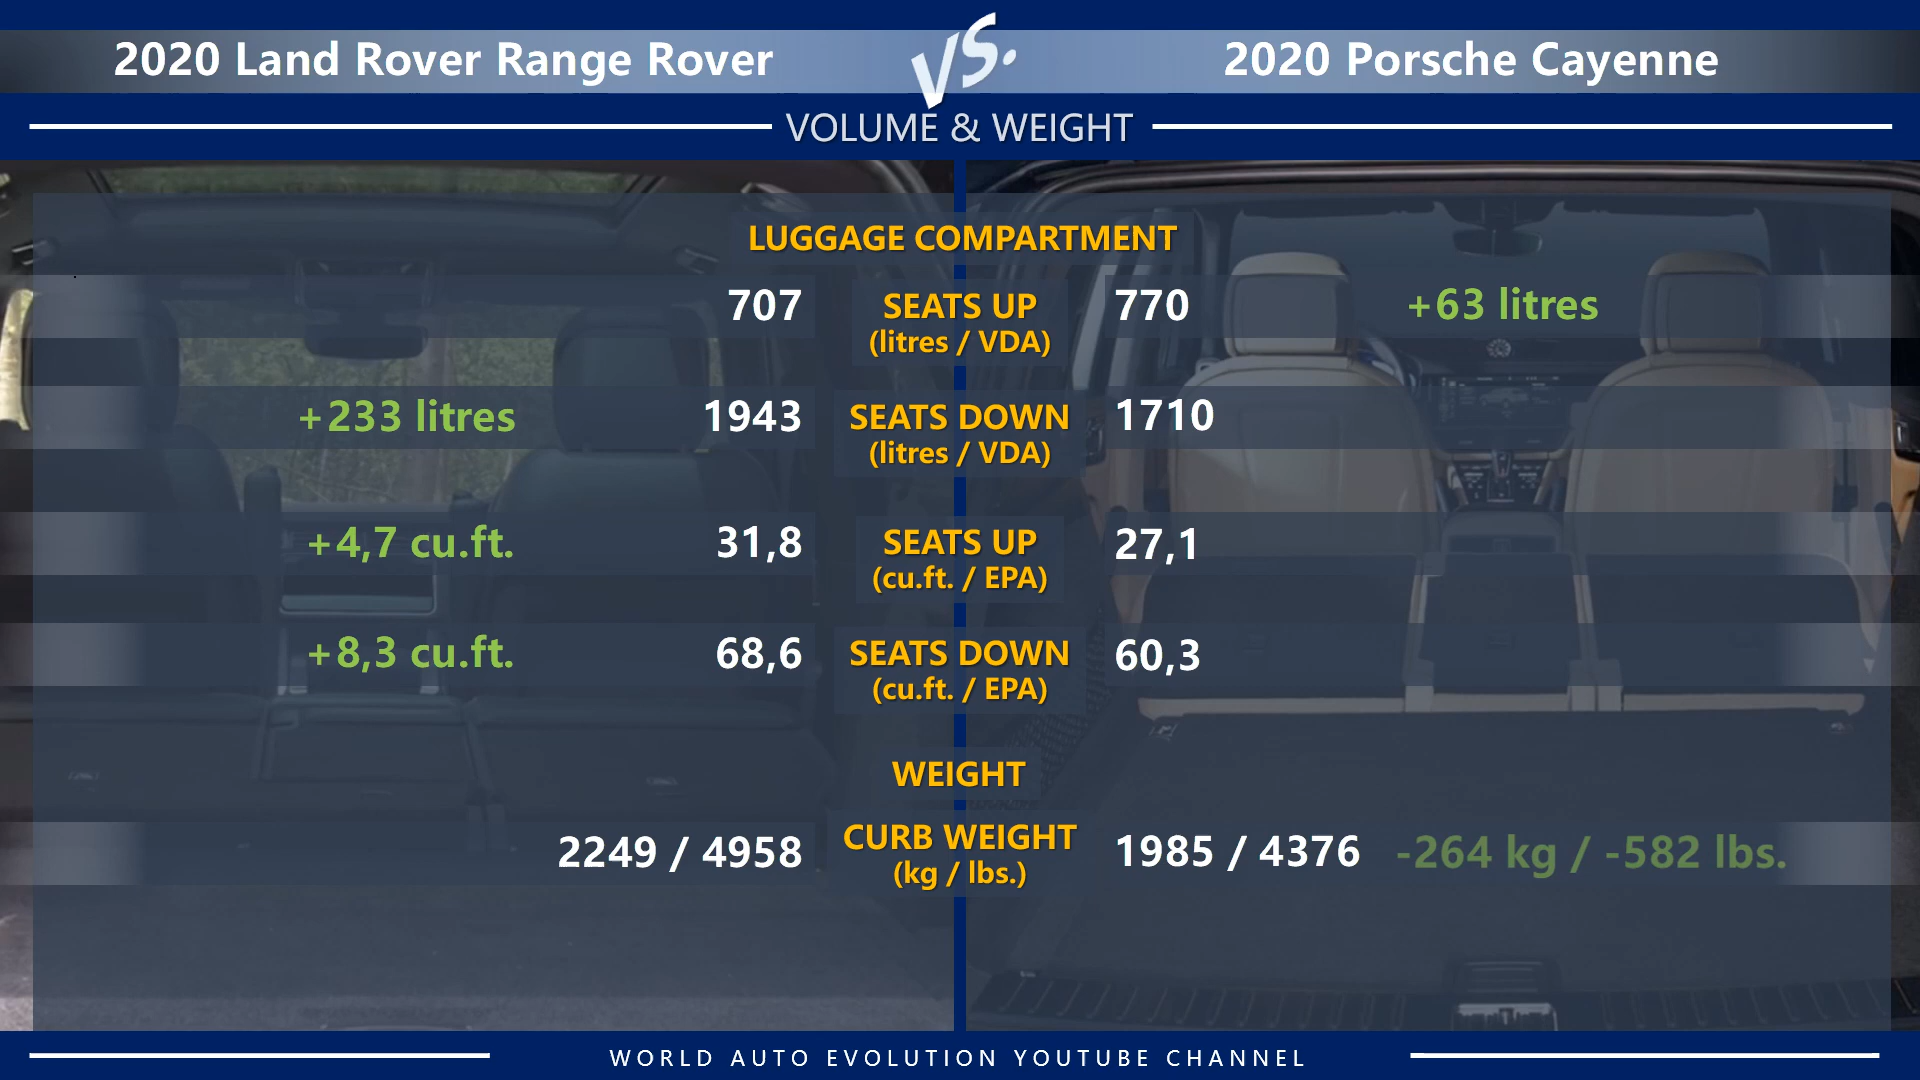 2020 Land Rover Range Rover VS. 2020 Porsche Cayenne
VOLUME & WEIGHT
LUGGAGE COMPARTMENT
707 SEATS UP 770 +63 litres
(litres / VDA)
+233 litres 1943 SEATS DOWN 1710
(litres / VDA)
+4,7 cu.ft. 31,8 SEATS UP 27,1
(cu.ft. / EPA)
+8,3 cu.ft. 68,6 SEATS DOWN 60,3
(cu.ft. / EPA)
WEIGHT
2249 / 4958 CURB WEIGHT 1985 / 4376 -264 kg / -582 lbs.
(kg / lbs.)
WORLD AUTO EVOLUTION YOUTUBE CHANNEL